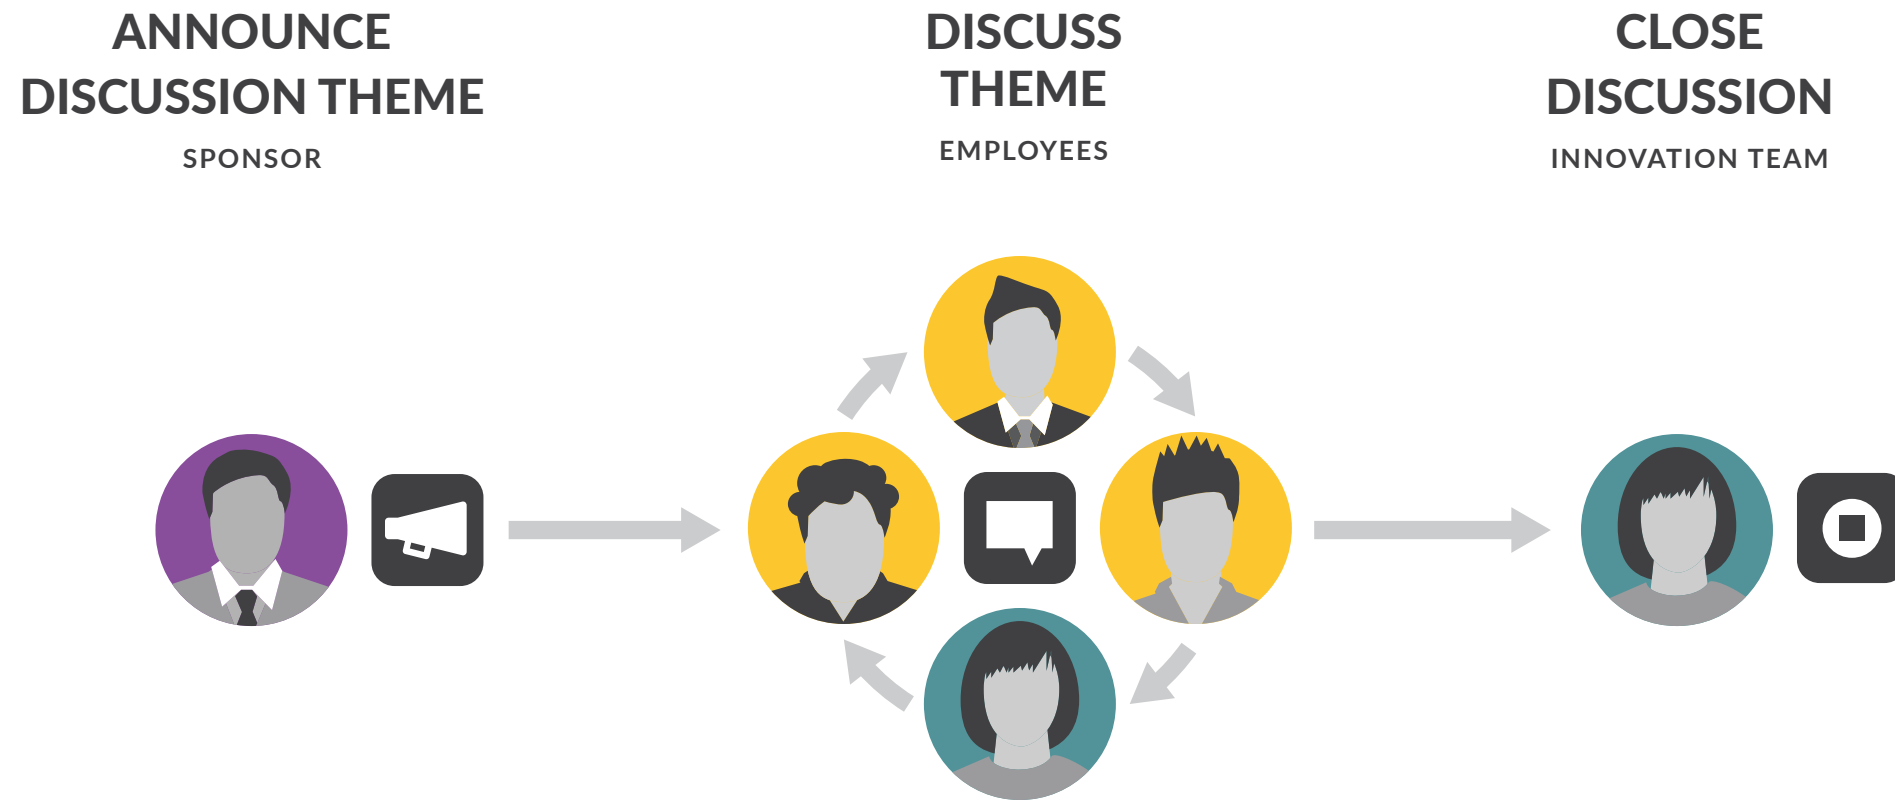 ANNOUNCE
DISCUSSION THEME
SPONSOR
DISCUSS
THEME
EMPLOYEES
CLOSE
DISCUSSION
INNOVATION TEAM